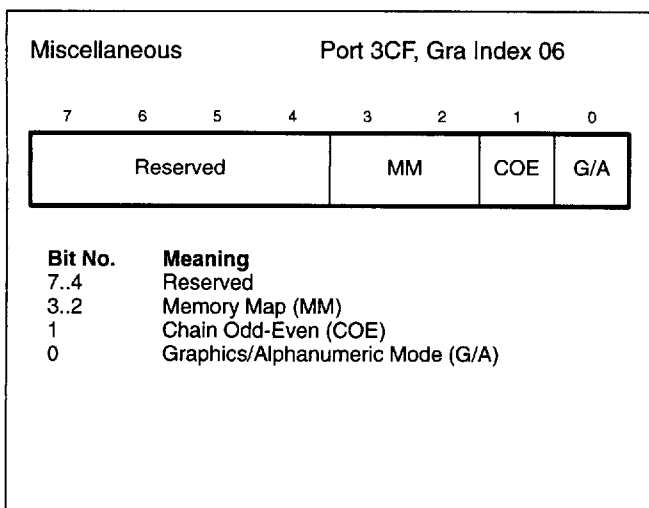 Miscellaneous Port 3CF, Gra Index 06
7 6 5 4 3 2 1 0
Reserved MM COE G/A
Bit No. Meaning
7..4 Reserved
3..2 Memory Map (MM)
1 Chain Odd-Even (COE)
0 Graphics/Alphanumeric Mode (G/A)